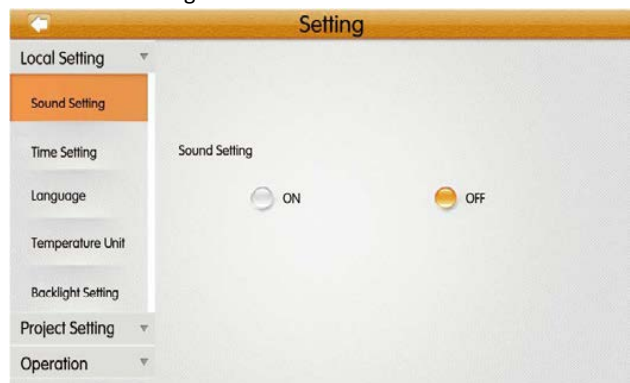 Setting
Local Setting
Sound Setting
Time Setting
Language
Temperature Unit
Backlight Setting
Project Setting
Operation
Sound Setting
ON OFF